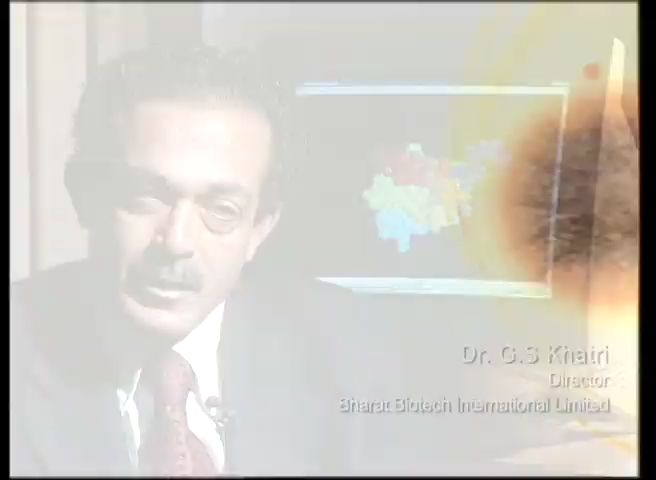 Dr. G.S Khatri
Director
Bharat Biotech International Limited